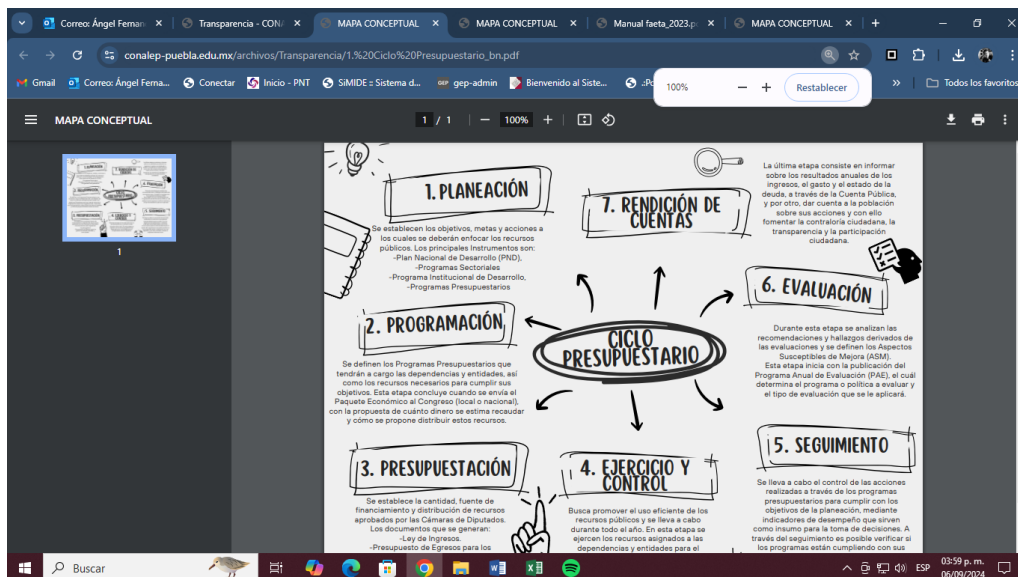 Correo: Ángel Fernan
Transparencia - CONA
MAPA CONCEPTUAL
MAPA CONCEPTUAL
Manual faeta_2023.p
MAPA CONCEPTUAL
conalep-puebla.edu.mx/archivos/Transparencia/1.%20Ciclo%20Presupuestario_bn.pdf
Gmail
Correo: Ángel Ferna...
Conectar
Inicio - PNT
SiMIDE :: Sistema d...
gep-admin
Bienvenido al Siste...
Todos los favoritos
100%
Restablecer
MAPA CONCEPTUAL
1 / 1
100%
1
1. PLANEACIÓN
Se establecen los objetivos, metas y acciones a
los cuales se deberán enfocar los recursos
públicos. Los principales Instrumentos son:
-Plan Nacional de Desarrollo (PND),
-Programas Sectoriales
-Programa Institucional de Desarrollo,
-Programas Presupuestarios
2. PROGRAMACIÓN
Se definen los Programas Presupuestarios que
tendrán a cargo las dependencias y entidades, así
como los recursos necesarios para cumplir sus
objetivos. Esta etapa concluye cuando se envía el
Paquete Económico al Congreso (local o nacional),
con la propuesta de cuánto dinero se estima recaudar
y cómo se propone distribuir estos recursos.
3. PRESUPUESTACIÓN
Se establece la cantidad, fuente de
financiamiento y distribución de recursos
aprobados por las Cámaras de Diputados.
Los documentos que se generan:
-Ley de Ingresos.
-Presupuesto de Egresos para los
CICLO
PRESUPUESTARIO
4. EJERCICIO Y
CONTROL
Busca promover el uso eficiente de los
recursos públicos y se lleva a cabo
durante todo el año. En esta etapa se
ejercen los recursos asignados a las
dependencias y entidades para el
7. RENDICIÓN DE
CUENTAS
La última etapa consiste en informar
sobre los resultados anuales de los
ingresos, el gasto y el estado de la
deuda, a través de la Cuenta Pública,
y por otro, dar cuenta a la población
sobre sus acciones y con ello
fomentar la contraloría ciudadana, la
transparencia y la participación
ciudadana.
6. EVALUACIÓN
Durante esta etapa se analizan las
recomendaciones y hallazgos derivados de
las evaluaciones y se definen los Aspectos
Susceptibles de Mejora (ASM).
Esta etapa inicia con la publicación del
Programa Anual de Evaluación (PAE), el cuál
determina el programa o política a evaluar y
el tipo de evaluación que se le aplicará.
5. SEGUIMIENTO
Se lleva a cabo el control de las acciones
realizadas a través de los programas
presupuestarios para cumplir con los
objetivos de la planeación, mediante
indicadores de desempeño que sirven
como insumo para la toma de decisiones. A
través del seguimiento es posible verificar si
los programas están cumpliendo con sus
Buscar
ESP
03:59 p. m.
06/09/2024